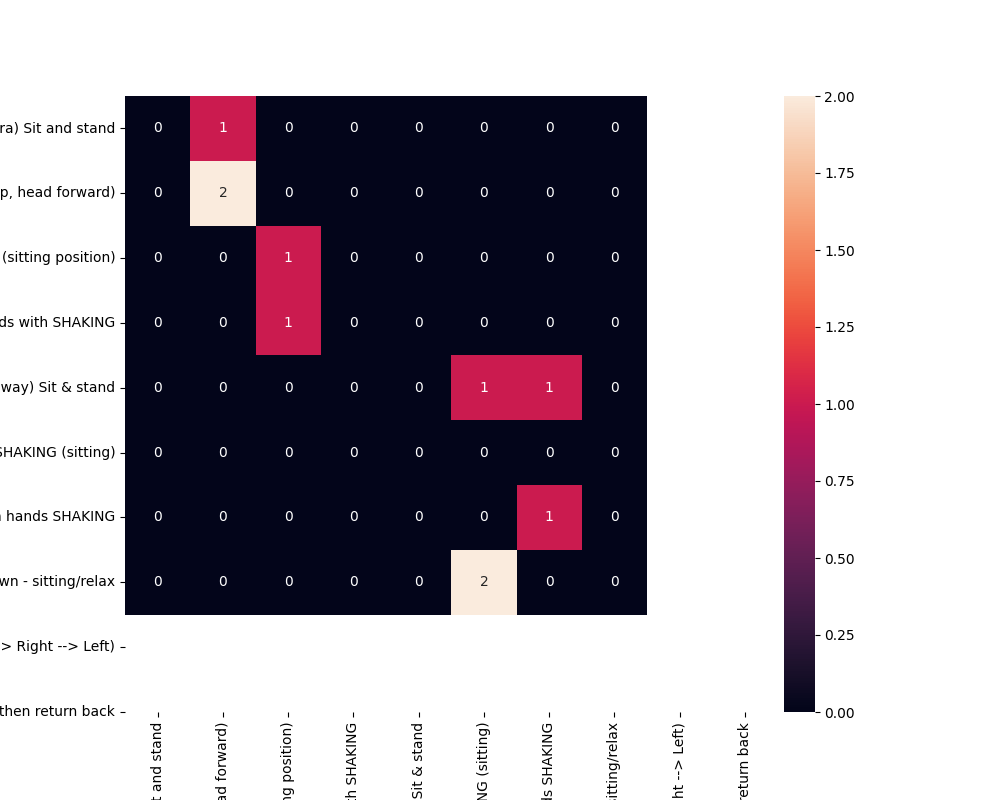 ra) Sit and stand
0 1 0 0 0 0 0 0
p, head forward)
0 2 0 0 0 0 0 0
(sitting position)
0 0 1 0 0 0 0 0
ds with SHAKING
0 0 1 0 0 0 0 0
way) Sit & stand
0 0 0 0 0 1 1 0
SHAKING (sitting)
0 0 0 0 0 0 0 0
hands SHAKING
0 0 0 0 0 0 1 0
wn - sitting/relax
0 0 0 0 0 2 0 0
> Right --> Left)
then return back
t and stand
ad forward)
ng position)
th SHAKING
Sit & stand
NG (sitting)
ds SHAKING
sitting/relax
ht --> Left)
return back
2.00
1.75
1.50
1.25
1.00
0.75
0.50
0.25
0.00